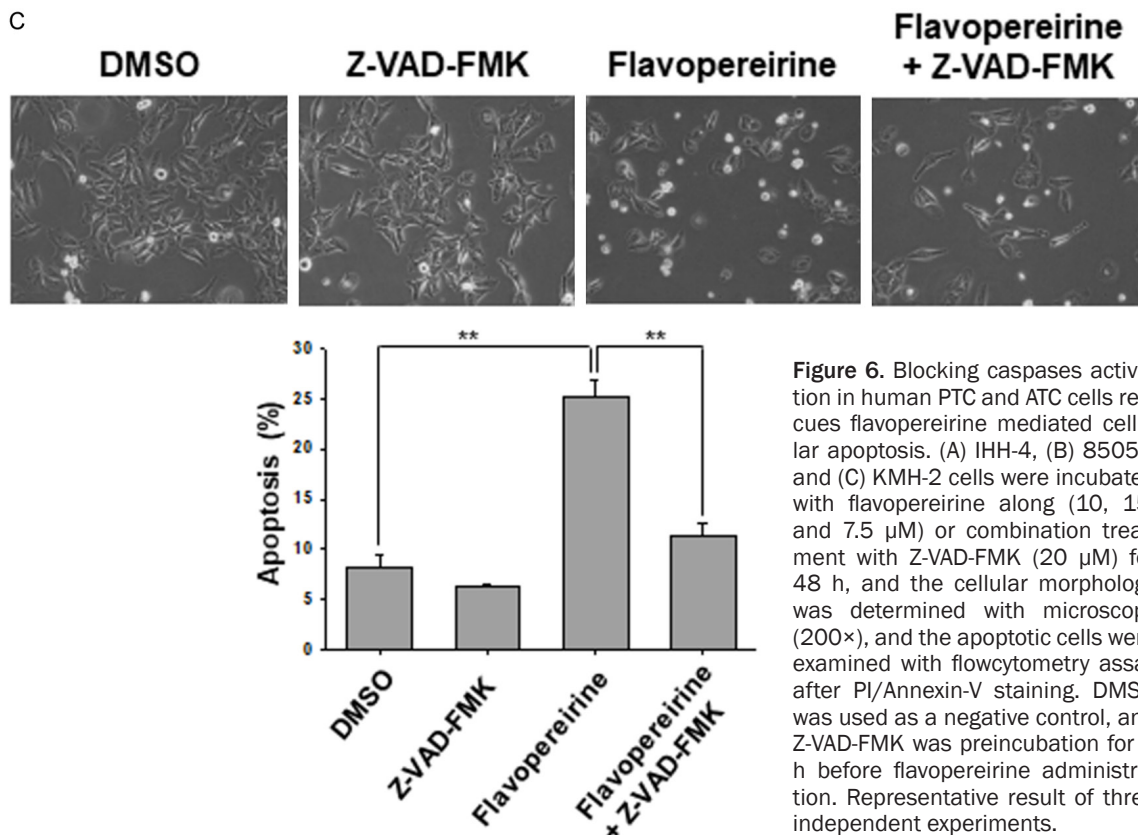 C
DMSO
Z-VAD-FMK
Flavopereirine
Flavopereirine
+ Z-VAD-FMK
**
**
Apoptosis (%)
30
25
20
15
10
5
0
DMSO
Z-VAD-FMK
Flavopereirine
Flavopereirine
+ Z-VAD-FMK
Figure 6. Blocking caspases activ
tion in human PTC and ATC cells re
cues flavopereirine mediated cell
lar apoptosis. (A) IHH-4, (B) 8505
and (C) KMH-2 cells were incubate
with flavopereirine along (10, 15
and 7.5 µM) or combination trea
ment with Z-VAD-FMK (20 µM) fo
48 h, and the cellular morpholog
was determined with microscop
(200×), and the apoptotic cells wer
examined with flowcytometry assa
after PI/Annexin-V staining. DMS
was used as a negative control, an
Z-VAD-FMK was preincubation for
h before flavopereirine administr
tion. Representative result of thre
independent experiments.